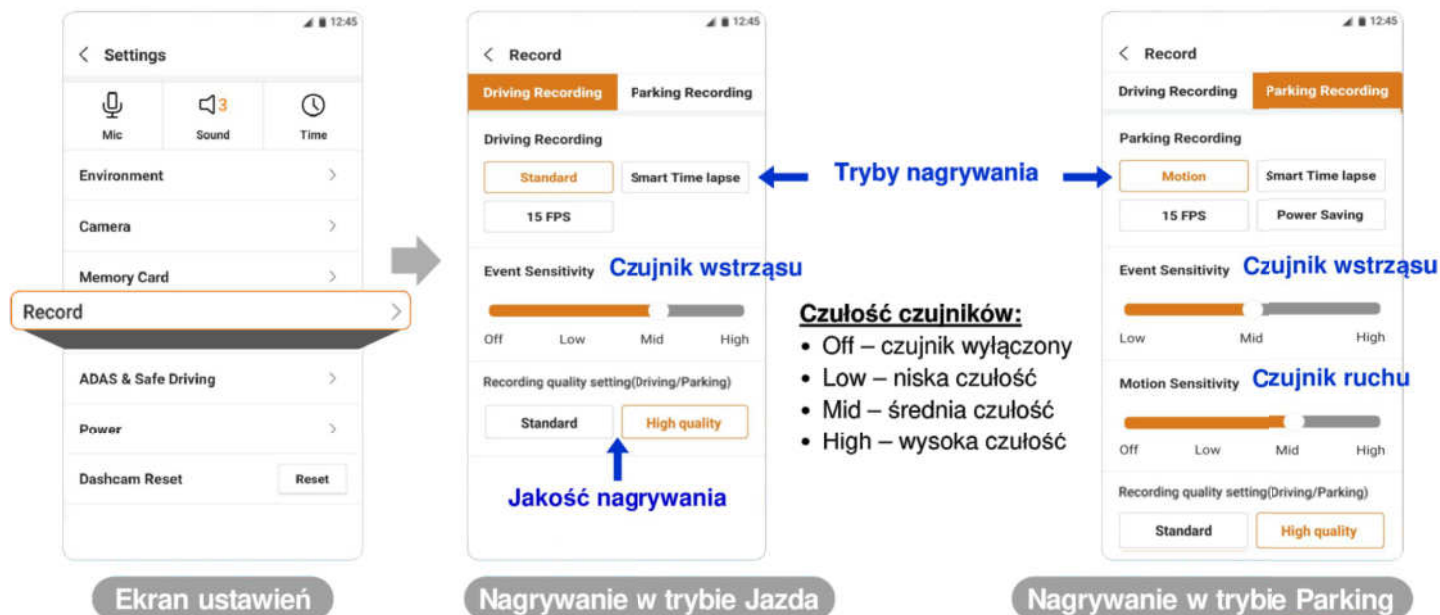 12:45
Settings
3
Mic Sound Time
Environment
Camera
Memory Card
Record
ADAS & Safe Driving
Power
Dashcam Reset Reset
Ekran ustawień
12:45
Record
Driving Recording Parking Recording
Driving Recording
Standard Smart Time lapse
15 FPS
Event Sensitivity Czujnik wstrząsu
Off Low Mid High
Recording quality setting(Driving/Parking)
Standard High quality
Jakość nagrywania
Nagrywanie w trybie Jazda
Tryby nagrywania
Czułość czujników:
• Off – czujnik wyłączony
• Low – niska czułość
• Mid – średnia czułość
• High – wysoka czułość
12:45
Record
Driving Recording Parking Recording
Parking Recording
Motion Smart Time lapse
15 FPS Power Saving
Event Sensitivity Czujnik wstrząsu
Low Mid High
Motion Sensitivity Czujnik ruchu
Off Low Mid High
Recording quality setting(Driving/Parking)
Standard High quality
Nagrywanie w trybie Parking